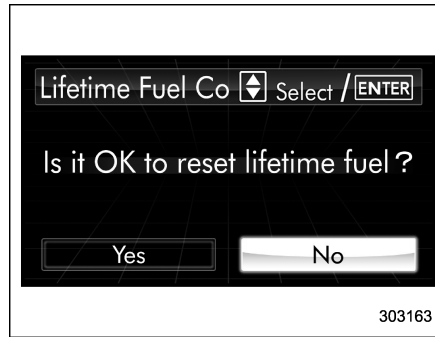 Lifetime Fuel Co Select / ENTER
Is it OK to reset lifetime fuel?
Yes No
303163